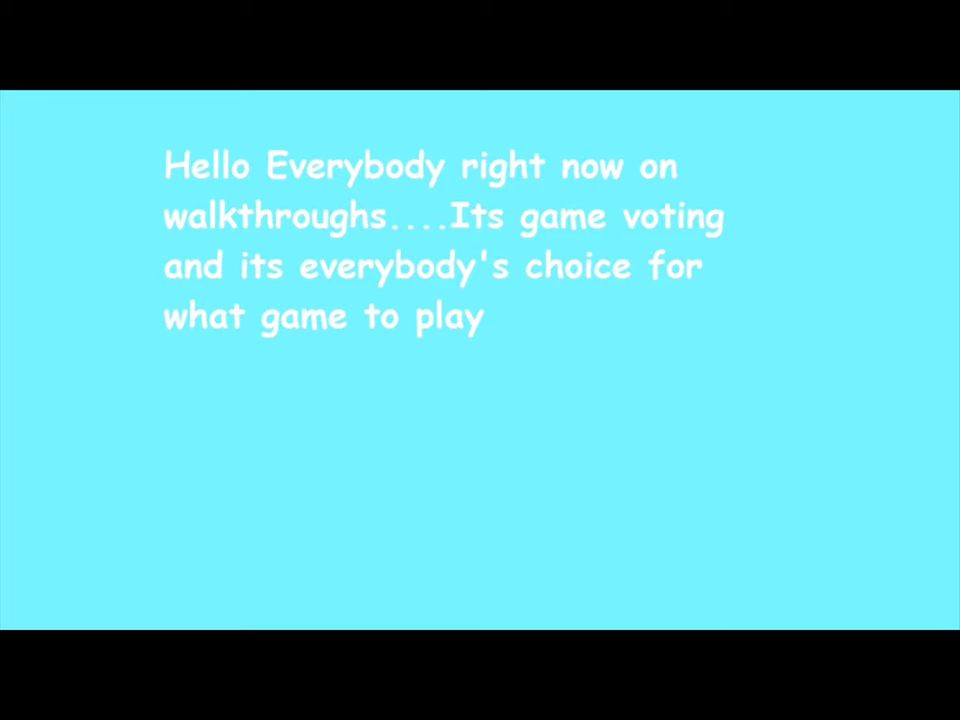 Hello Everybody right now on
walkthroughs....Its game voting
and its everybody's choice for
what game to play